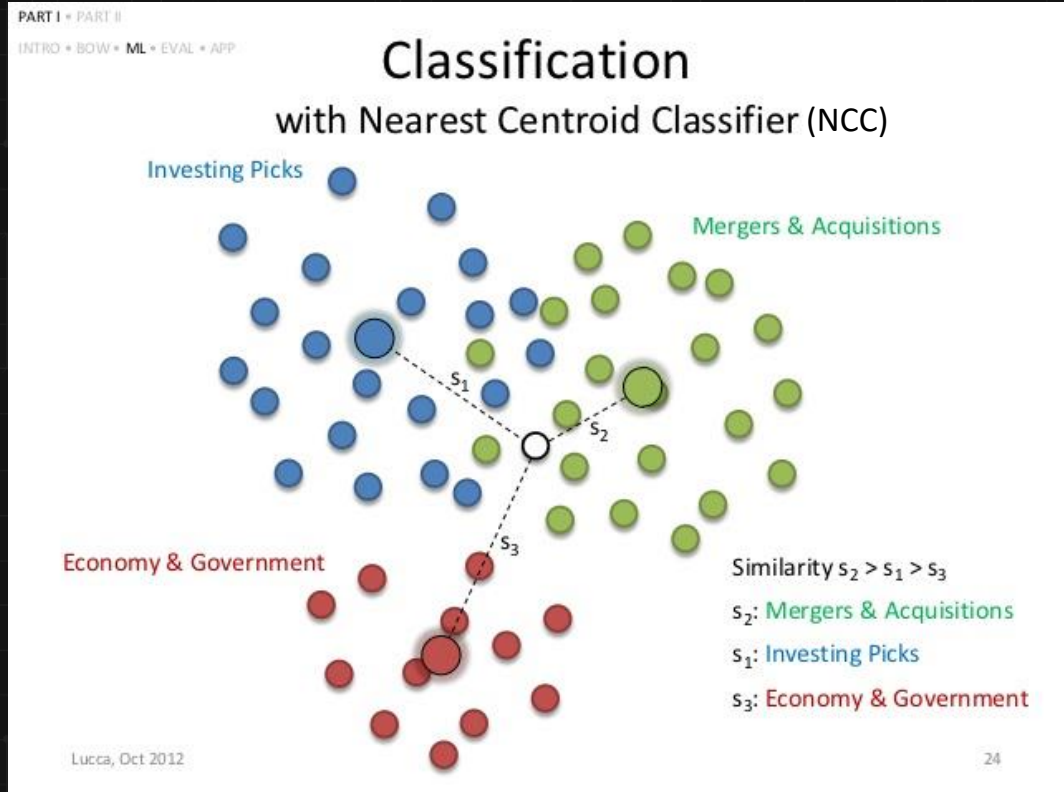 PART I • PART II
INTRO • BOW • ML • EVAL • APP
Classification
with Nearest Centroid Classifier (NCC)
Investing Picks
Mergers & Acquisitions
s₁
s₂
s₃
Economy & Government
Similarity s₂ > s₁ > s₃
s₂: Mergers & Acquisitions
s₁: Investing Picks
s₃: Economy & Government
Lucca, Oct 2012
24